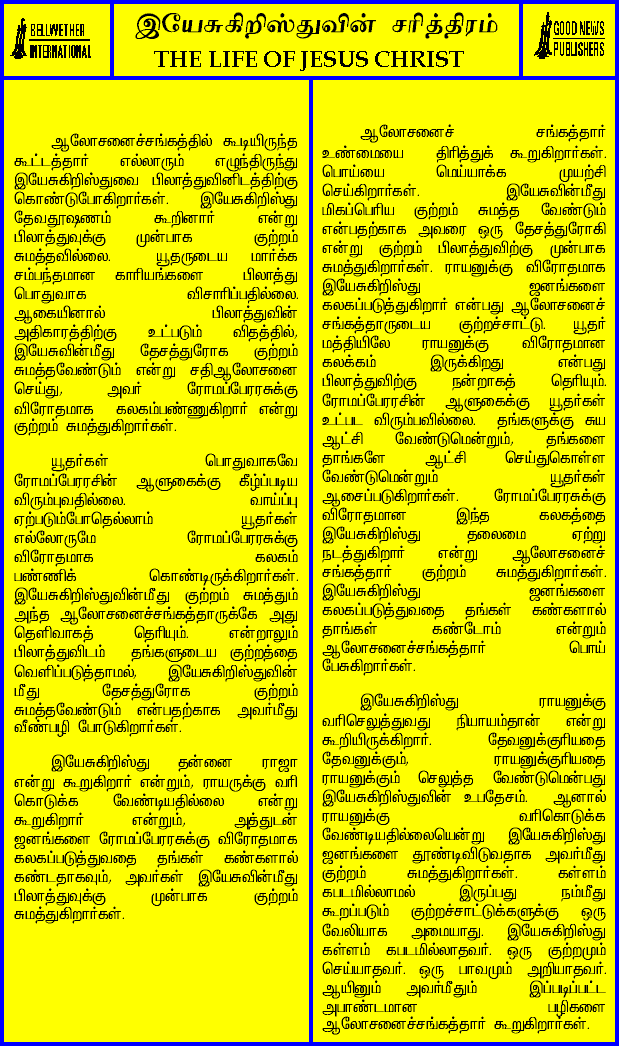 BELLWETHER
INTERNATIONAL
இயேசுகிறிஸ்துவின் சரித்திரம்
THE LIFE OF JESUS CHRIST
GOOD NEWS
PUBLISHERS
ஆலோசனைச்சங்கத்தில் கூடியிருந்த
கூட்டத்தார் எல்லாரும் எழுந்திருந்து
இயேசுகிறிஸ்துவை பிலாத்துவினிடத்திற்கு
கொண்டுபோகிறார்கள். இயேசுகிறிஸ்து
தேவதூஷணம் கூறினார் என்று
பிலாத்துவுக்கு முன்பாக குற்றம்
சுமத்தவில்லை. யூதருடைய மார்க்க
சம்பந்தமான காரியங்களை பிலாத்து
பொதுவாக விசாரிப்பதில்லை.
ஆகையினால் பிலாத்துவின்
அதிகாரத்திற்கு உட்படும் விதத்தில்,
இயேசுவின்மீது தேசத்துரோக குற்றம்
சுமத்தவேண்டும் என்று சதிஆலோசனை
செய்து, அவர் ரோமப்பேரரசுக்கு
விரோதமாக கலகம்பண்ணுகிறார் என்று
குற்றம் சுமத்துகிறார்கள்.
யூதர்கள் பொதுவாகவே
ரோமப்பேரரசின் ஆளுகைக்கு கீழ்ப்படிய
விரும்புவதில்லை. வாய்ப்பு
ஏற்படும்போதெல்லாம் யூதர்கள்
எல்லோருமே ரோமப்பேரரசுக்கு
விரோதமாக கலகம்
பண்ணிக் கொண்டிருக்கிறார்கள்.
இயேசுகிறிஸ்துவின்மீது குற்றம் சுமத்தும்
அந்த ஆலோசனைச்சங்கத்தாருக்கே அது
தெளிவாகத் தெரியும். என்றாலும்
பிலாத்துவிடம் தங்களுடைய குற்றத்தை
வெளிப்படுத்தாமல், இயேசுகிறிஸ்துவின்
மீது தேசத்துரோக குற்றம்
சுமத்தவேண்டும் என்பதற்காக அவர்மீது
வீண்பழி போடுகிறார்கள்.
இயேசுகிறிஸ்து தன்னை ராஜா
என்று கூறுகிறார் என்றும், ராயருக்கு வரி
கொடுக்க வேண்டியதில்லை என்று
கூறுகிறார் என்றும், அத்துடன்
ஜனங்களை ரோமப்பேரரசுக்கு விரோதமாக
கலகப்படுத்துவதை தங்கள் கண்களால்
கண்டதாகவும், அவர்கள் இயேசுவின்மீது
பிலாத்துவுக்கு முன்பாக குற்றம்
சுமத்துகிறார்கள்.
ஆலோசனைச் சங்கத்தார்
உண்மையை திரித்துக் கூறுகிறார்கள்.
பொய்யை மெய்யாக்க முயற்சி
செய்கிறார்கள். இயேசுவின்மீது
மிகப்பெரிய குற்றம் சுமத்த வேண்டும்
என்பதற்காக அவரை ஒரு தேசத்துரோகி
என்று குற்றம் பிலாத்துவிற்கு முன்பாக
சுமத்துகிறார்கள். ராயனுக்கு விரோதமாக
இயேசுகிறிஸ்து ஜனங்களை
கலகப்படுத்துகிறார் என்பது ஆலோசனைச்
சங்கத்தாருடைய குற்றச்சாட்டு. யூதர்
மத்தியிலே ராயனுக்கு விரோதமான
கலக்கம் இருக்கிறது என்பது
பிலாத்துவிற்கு நன்றாகத் தெரியும்.
ரோமப்பேரரசின் ஆளுகைக்கு யூதர்கள்
உட்பட விரும்பவில்லை. தங்களுக்கு சுய
ஆட்சி வேண்டுமென்றும், தங்களை
தாங்களே ஆட்சி செய்துகொள்ள
வேண்டுமென்றும் யூதர்கள்
ஆசைப்படுகிறார்கள். ரோமப்பேரரசுக்கு
விரோதமான இந்த கலகத்தை
இயேசுகிறிஸ்து தலைமை ஏற்று
நடத்துகிறார் என்று ஆலோசனைச்
சங்கத்தார் குற்றம் சுமத்துகிறார்கள்.
இயேசுகிறிஸ்து ஜனங்களை
கலகப்படுத்துவதை தங்கள் கண்களால்
தாங்கள் கண்டோம் என்றும்
ஆலோசனைச்சங்கத்தார் பொய்
பேசுகிறார்கள்.
இயேசுகிறிஸ்து ராயனுக்கு
வரிசெலுத்துவது நியாயம்தான் என்று
கூறியிருக்கிறார். தேவனுக்குரியதை
தேவனுக்கும், ராயனுக்குரியதை
ராயனுக்கும் செலுத்த வேண்டுமென்பது
இயேசுகிறிஸ்துவின் உபதேசம். ஆனால்
ராயனுக்கு வரிகொடுக்க
வேண்டியதில்லையென்று இயேசுகிறிஸ்து
ஜனங்களை தூண்டிவிடுவதாக அவர்மீது
குற்றம் சுமத்துகிறார்கள். கள்ளம்
கபடமில்லாமல் இருப்பது நம்மீது
கூறப்படும் குற்றச்சாட்டுக்களுக்கு ஒரு
வேலியாக அமையாது. இயேசுகிறிஸ்து
கள்ளம் கபடமில்லாதவர். ஒரு குற்றமும்
செய்யாதவர். ஒரு பாவமும் அறியாதவர்.
ஆயினும் அவர்மீதும் இப்படிப்பட்ட
அபாண்டமான பழிகளை
ஆலோசனைச்சங்கத்தார் கூறுகிறார்கள்.